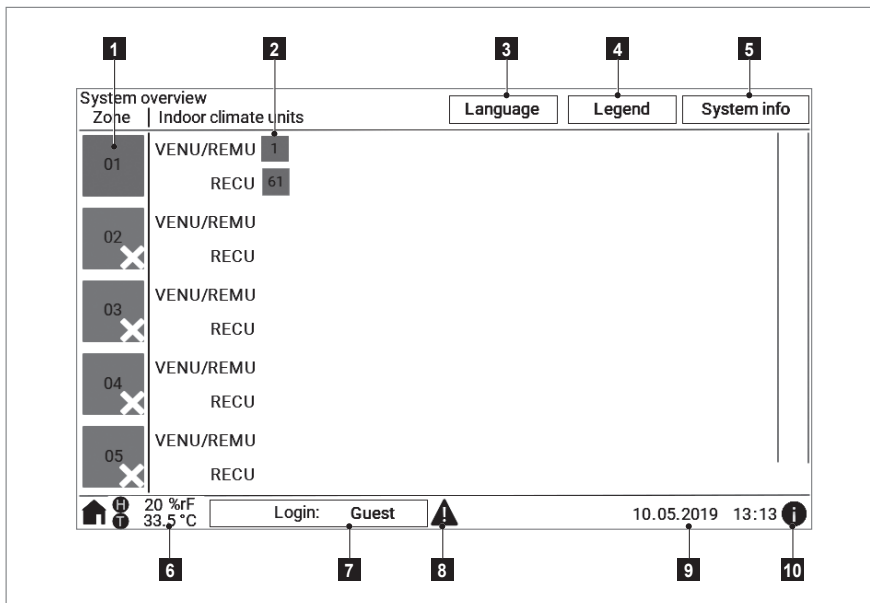 1 2 3 4 5
System overview
Zone Indoor climate units
Language Legend System info
01 VENU/REMU 1
RECU 61
02 VENU/REMU
RECU
03 VENU/REMU
RECU
04 VENU/REMU
RECU
05 VENU/REMU
RECU
H 20 %rF
T 33.5 °C
Login: Guest
10.05.2019 13:13 i
6 7 8 9 10